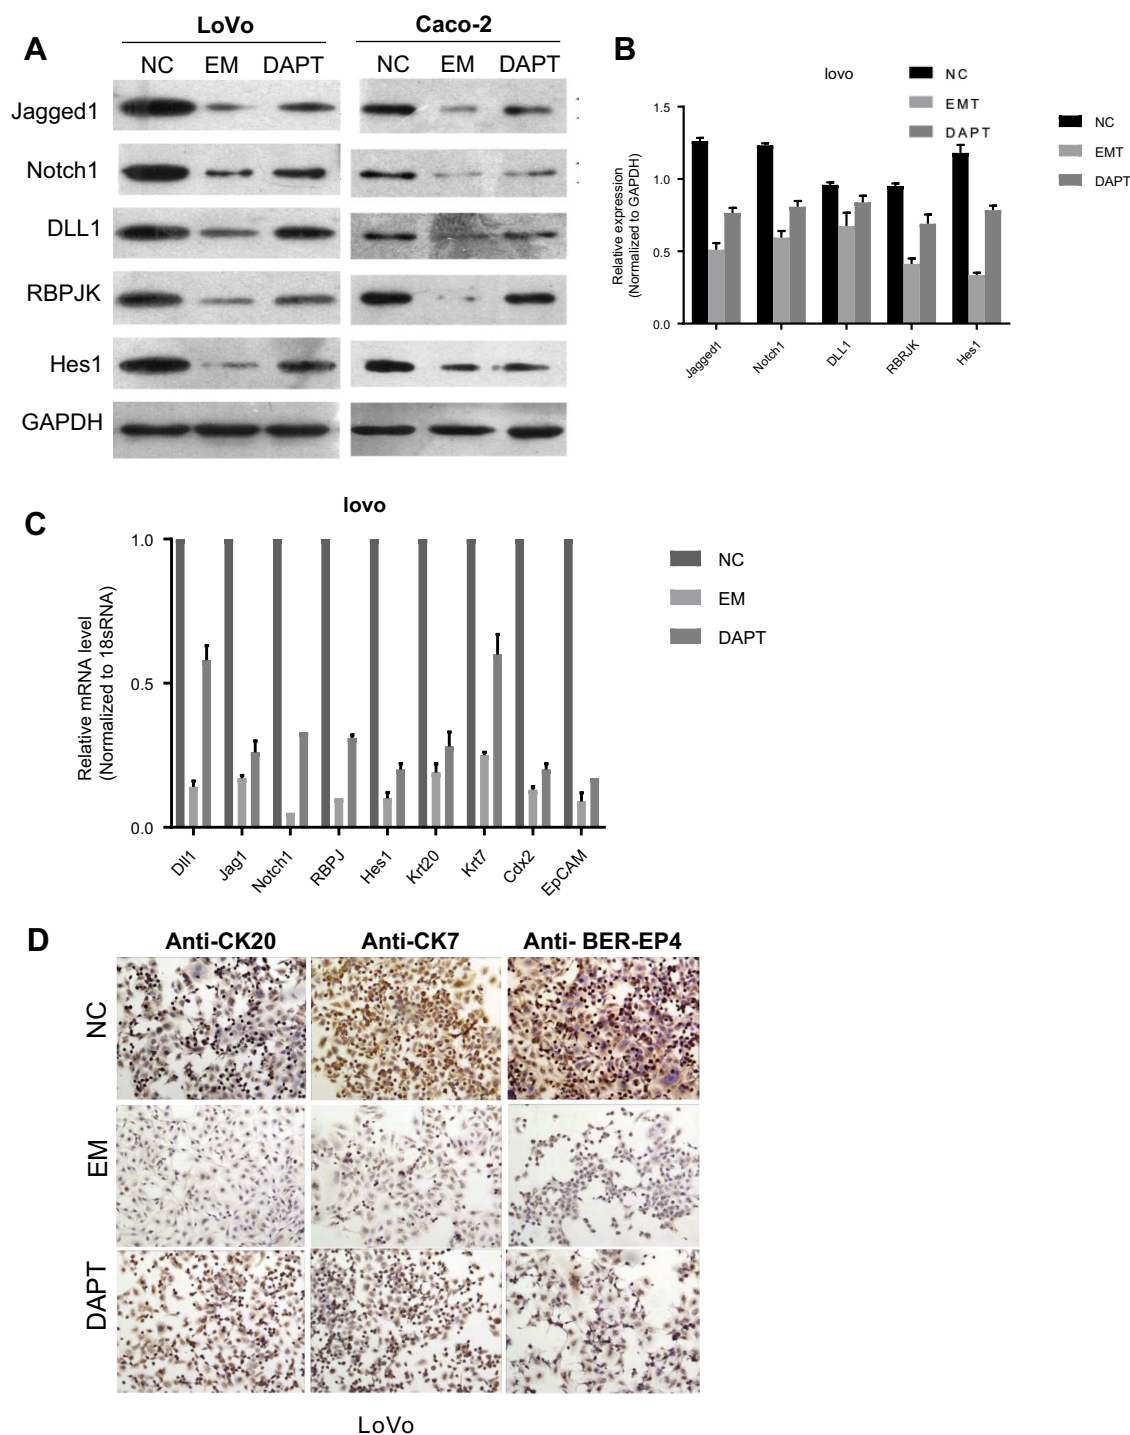 A
LoVo
Caco-2
NC EM DAPT
NC EM DAPT
Jagged1
Notch1
DLL1
RBPJK
Hes1
GAPDH
B
lovo
NC
EMT
DAPT
NC
EMT
DAPT
Relative expression
(Normalized to GAPDH)
1.5
1.0
0.5
0.0
Jagged1
Notch1
DLL1
RBRJK
Hes1
C
lovo
Relative mRNA level
(Normalized to 18sRNA)
1.0
0.5
0.0
Dll1
Jag1
Notch1
RBPJ
Hes1
Krt20
Krt7
Cdx2
EpCAM
NC
EM
DAPT
D
Anti-CK20
Anti-CK7
Anti- BER-EP4
NC
EM
DAPT
LoVo